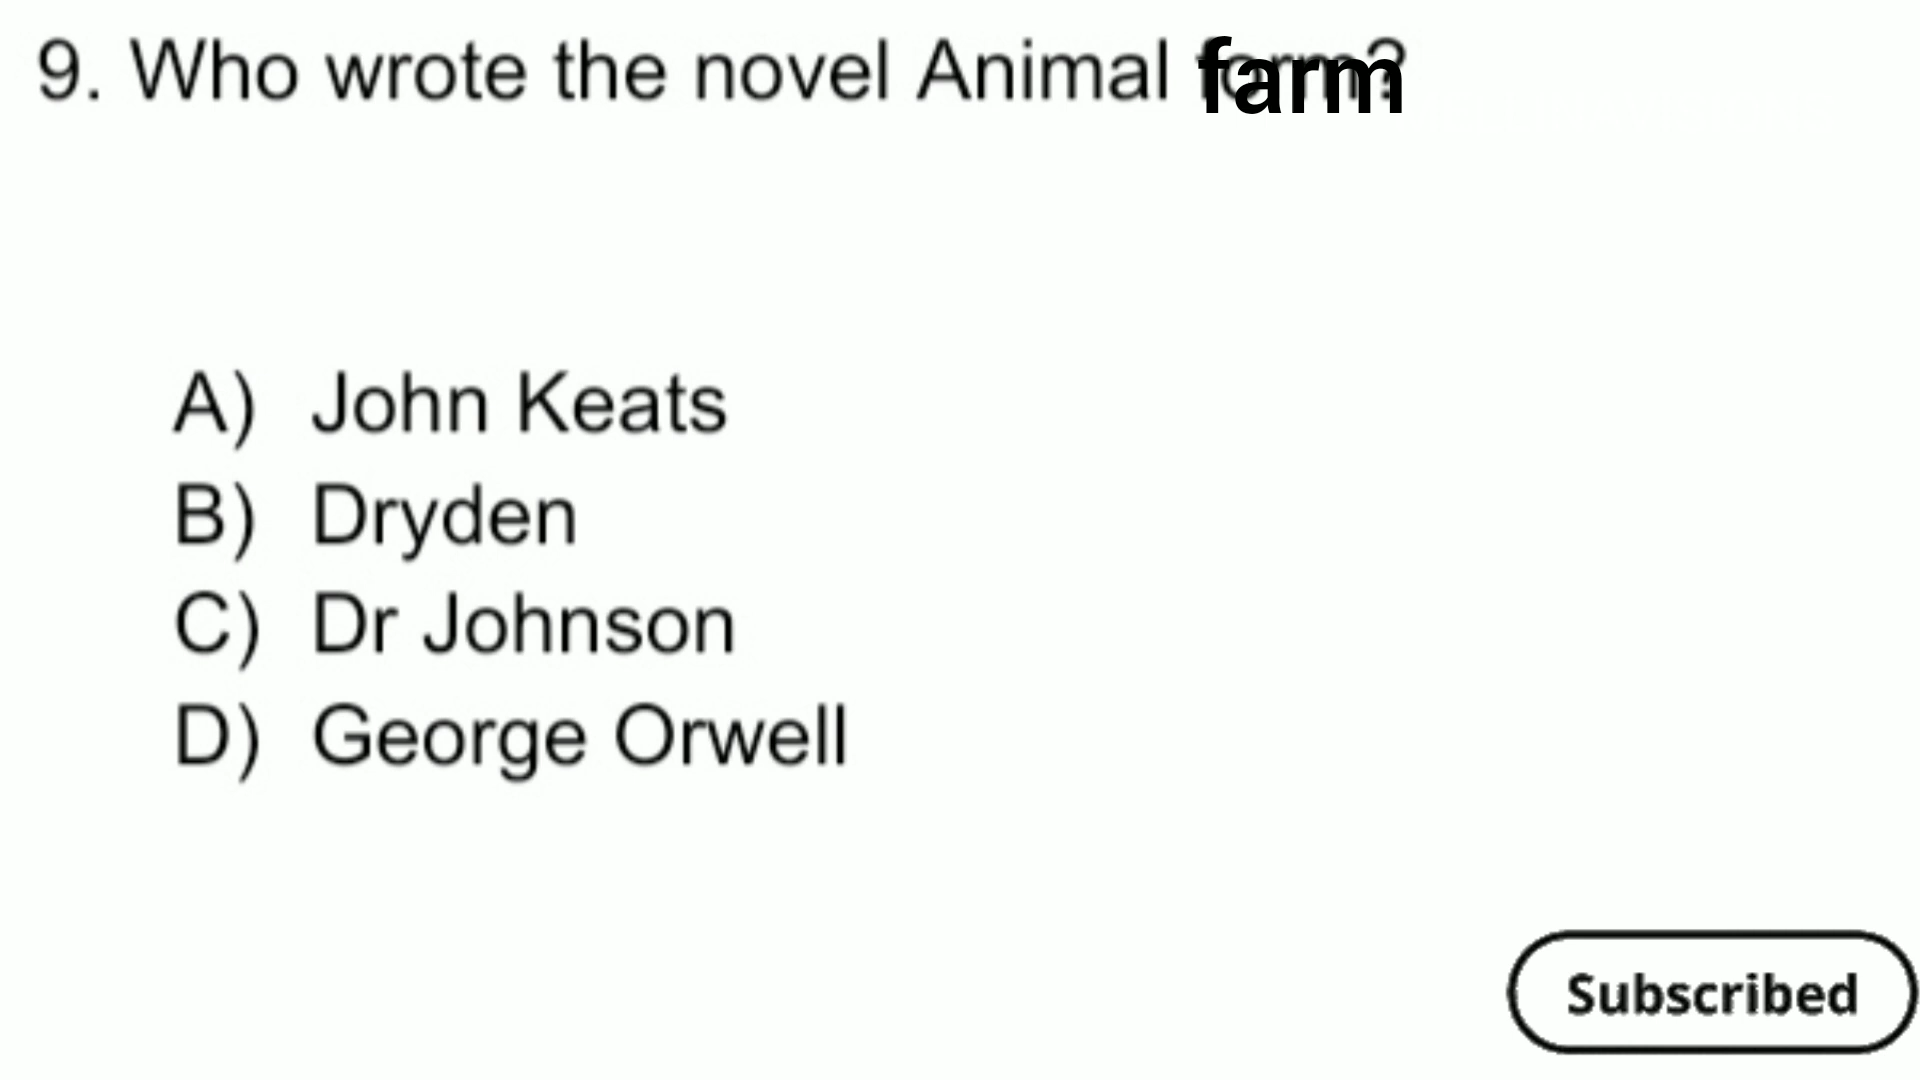 9. Who wrote the novel Animal farm?
A) John Keats
B) Dryden
C) Dr Johnson
D) George Orwell
Subscribed